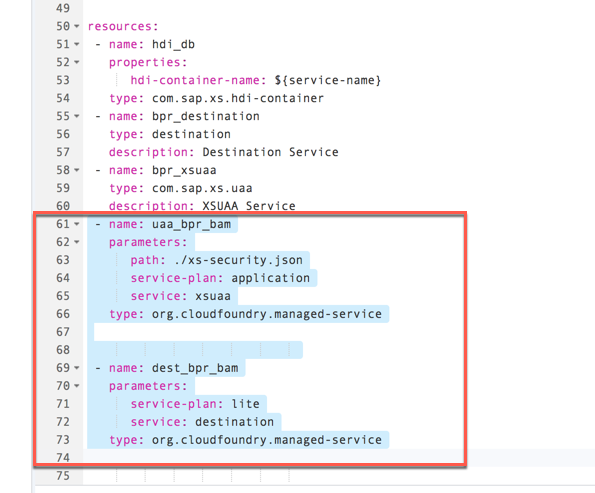 49
50 resources:
51 - name: hdi_db
52 properties:
53 hdi-container-name: ${service-name}
54 type: com.sap.xs.hdi-container
55 - name: bpr_destination
56 type: destination
57 description: Destination Service
58 - name: bpr_xsuaa
59 type: com.sap.xs.uaa
60 description: XSUAA Service
61 - name: uaa_bpr_bam
62 parameters:
63 path: ./xs-security.json
64 service-plan: application
65 service: xsuaa
66 type: org.cloudfoundry.managed-service
67
68
69 - name: dest_bpr_bam
70 parameters:
71 service-plan: lite
72 service: destination
73 type: org.cloudfoundry.managed-service
74
75